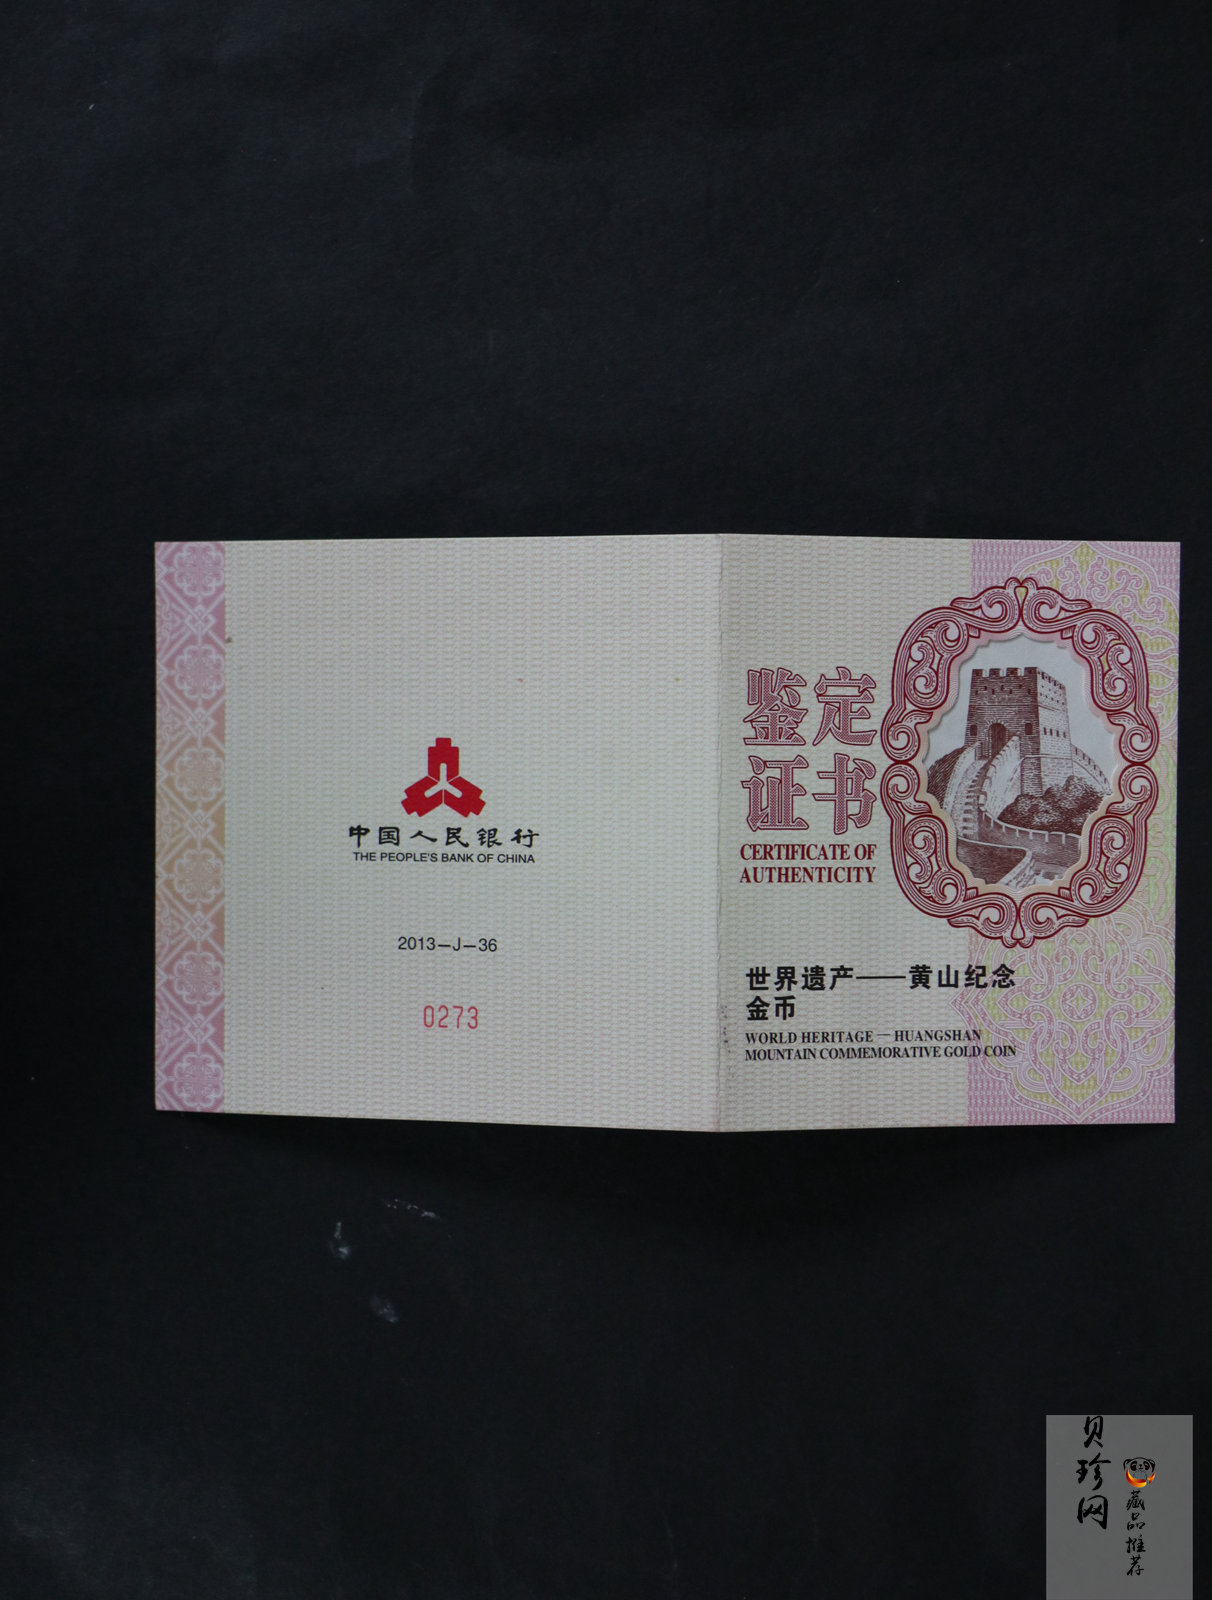 中国人民银行
THE PEOPLE'S BANK OF CHINA
2013-J-36
0273
鉴定
证书
CERTIFICATE OF
AUTHENTICITY
世界遗产——黄山纪念
金币
WORLD HERITAGE — HUANGSHAN
MOUNTAIN COMMEMORATIVE GOLD COIN
贝珍网
藏品推荐